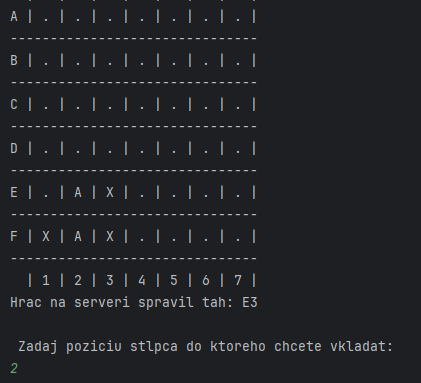 A | . | . | . | . | . | . | . |
-------------------------------
B | . | . | . | . | . | . | . |
-------------------------------
C | . | . | . | . | . | . | . |
-------------------------------
D | . | . | . | . | . | . | . |
-------------------------------
E | . | A | X | . | . | . | . |
-------------------------------
F | X | A | X | . | . | . | . |
-------------------------------
  | 1 | 2 | 3 | 4 | 5 | 6 | 7 |
Hrac na serveri spravil tah: E3
 Zadaj poziciu stlpca do ktoreho chcete vkladat:
2